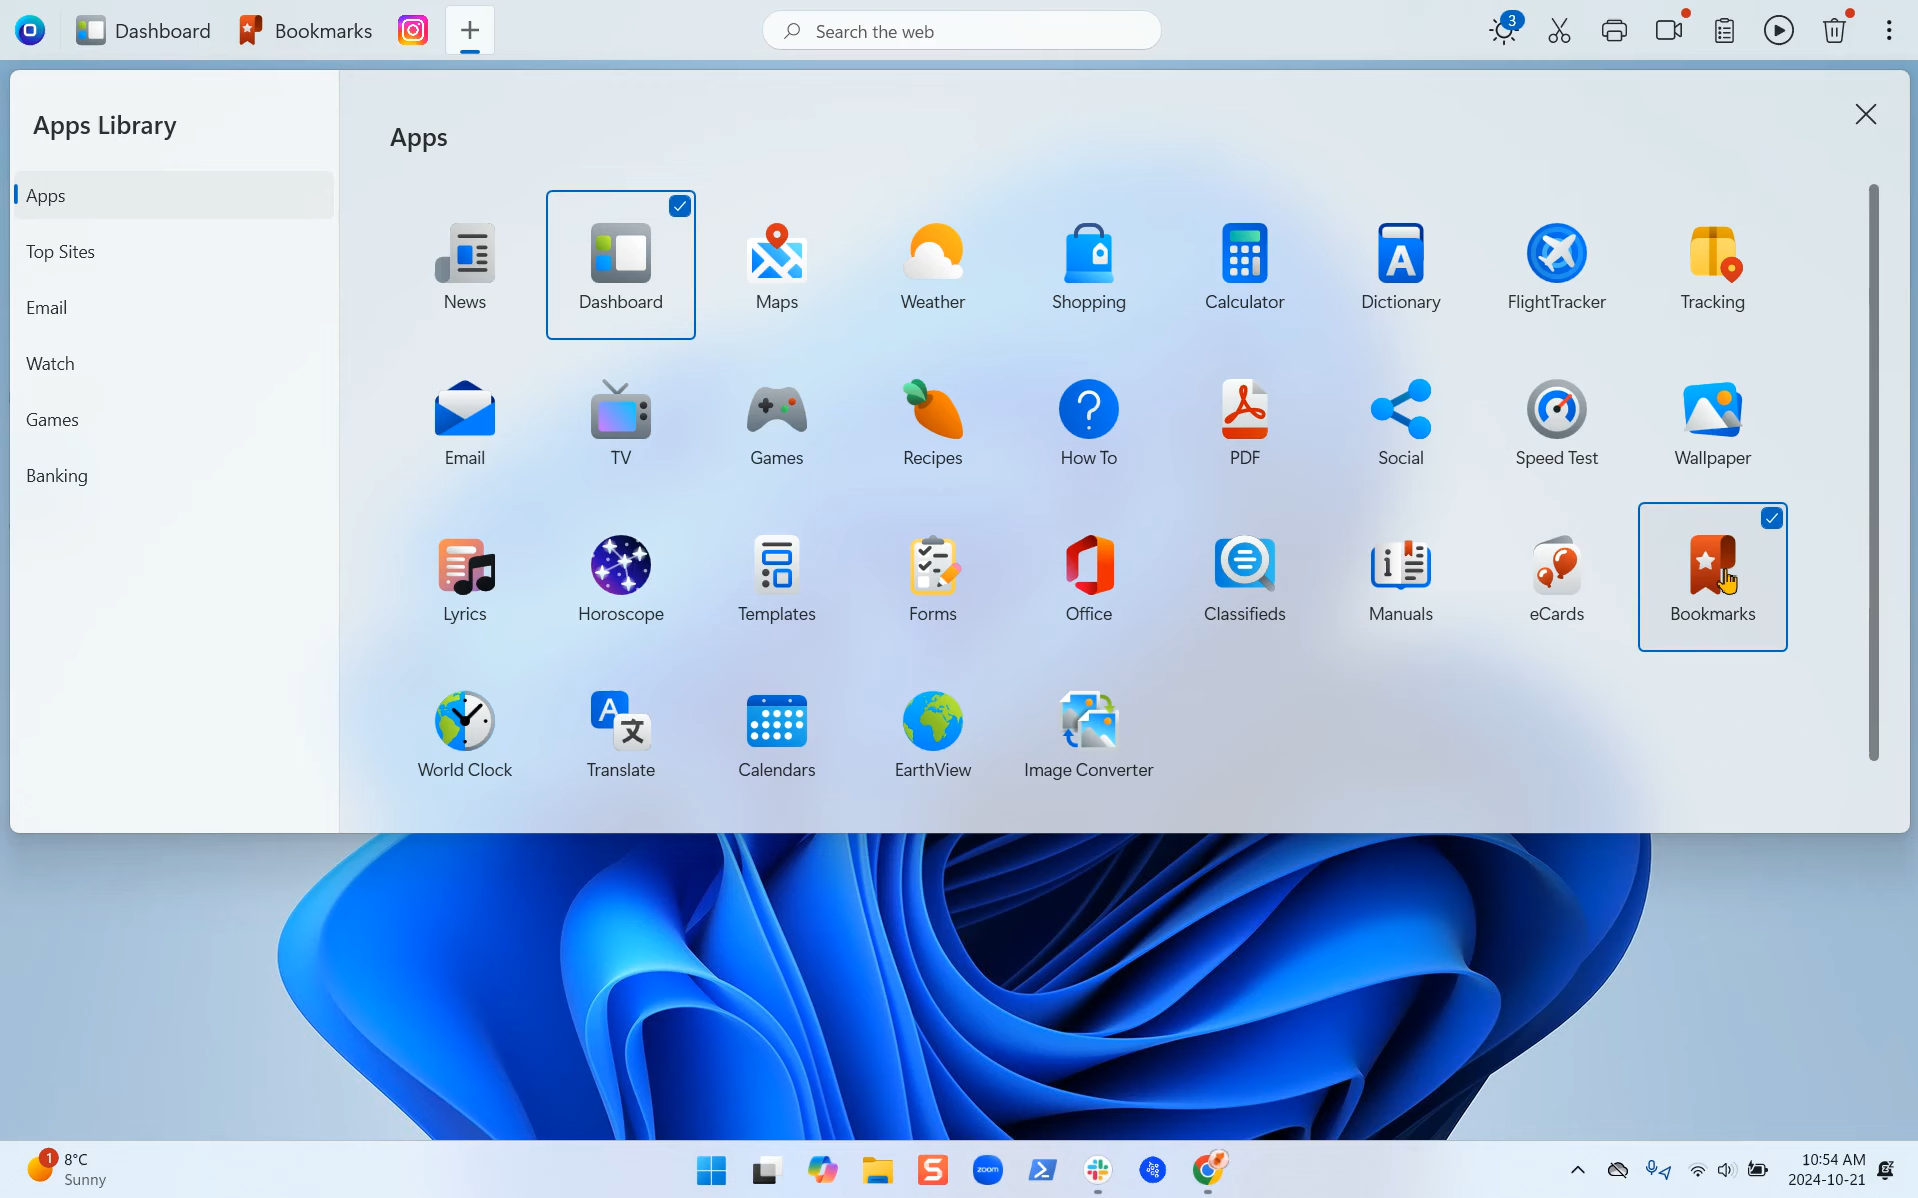 Dashboard
Bookmarks
Search the web
3
Apps Library
Apps
Top Sites
Email
Watch
Games
Banking
Apps
News
Dashboard
Maps
Weather
Shopping
Calculator
Dictionary
FlightTracker
Tracking
Email
TV
Games
Recipes
How To
PDF
Social
Speed Test
Wallpaper
Lyrics
Horoscope
Templates
Forms
Office
Classifieds
Manuals
eCards
Bookmarks
World Clock
Translate
Calendars
EarthView
Image Converter
1
8°C
Sunny
zoom
10:54 AM
2024-10-21